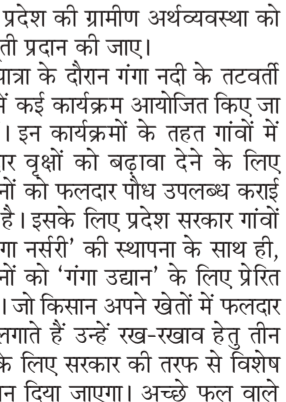 प्रदेश की ग्रामीण अर्थव्यवस्था को
ती प्रदान की जाए।
यात्रा के दौरान गंगा नदी के तटवर्ती
में कई कार्यक्रम आयोजित किए जा
। इन कार्यक्रमों के तहत गांवों में
ार वृक्षों को बढ़ावा देने के लिए
नों को फलदार पौध उपलब्ध कराई
है। इसके लिए प्रदेश सरकार गांवों
गा नर्सरी’ की स्थापना के साथ ही,
नों को ‘गंगा उद्यान’ के लिए प्रेरित
। जो किसान अपने खेतों में फलदार
लगाते हैं उन्हें रख-रखाव हेतु तीन
के लिए सरकार की तरफ से विशेष
न दिया जाएगा। अच्छे फल वाले